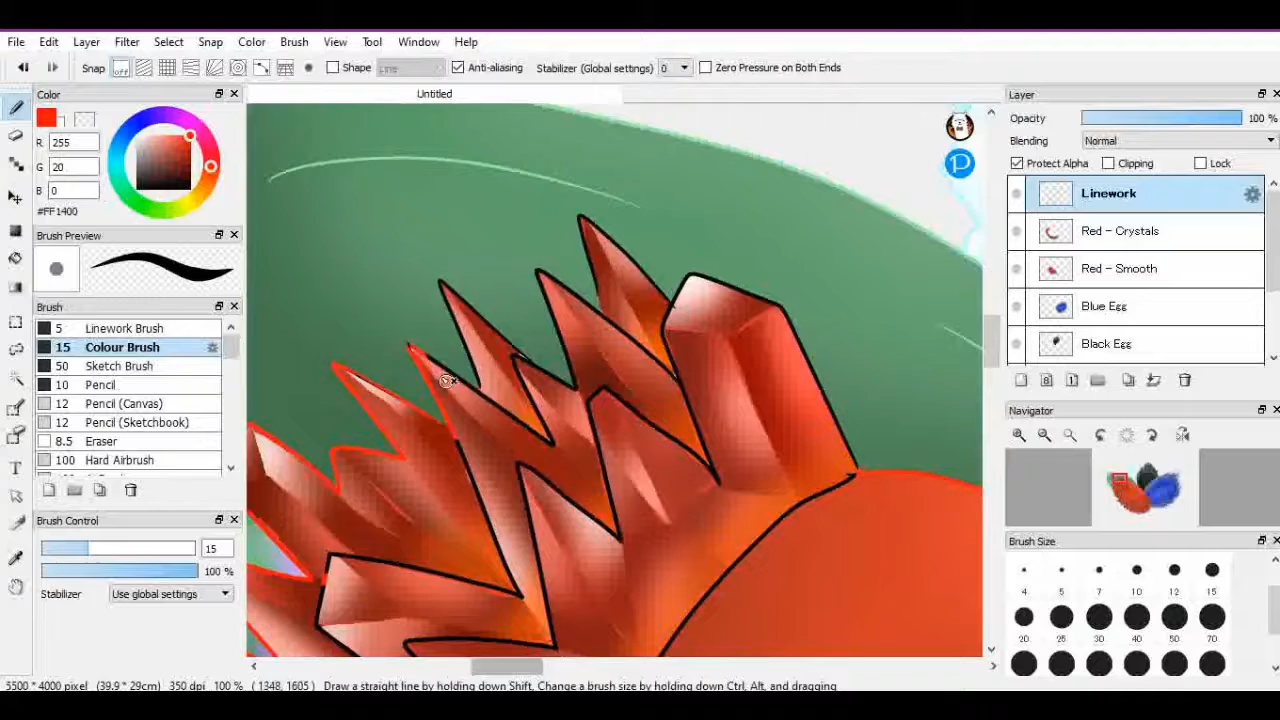 File Edit Layer Filter Select Snap Color Brush View Tool Window Help
Snap off Shape Line Anti-aliasing Stabilizer (Global settings) 0 Zero Pressure on Both Ends
Color
Untitled
Layer
R 255
G 20
B 0
#FF1400
Opacity 100 %
Blending Normal
Protect Alpha Clipping Lock
Linework
Red - Crystals
Red - Smooth
Blue Egg
Black Egg
Brush Preview
Brush
5 Linework Brush
15 Colour Brush
50 Sketch Brush
10 Pencil
12 Pencil (Canvas)
12 Pencil (Sketchbook)
8.5 Eraser
100 Hard Airbrush
Navigator
Brush Control
15
100 %
Stabilizer Use global settings
Brush Size
4 5 7 10 12 15
20 25 30 40 50 70
5500 * 4000 pixel (39.9 * 29cm) 350 dpi 100 % ( 1348, 1605) Draw a straight line by holding down Shift, Change a brush size by holding down Ctrl, Alt, and dragging